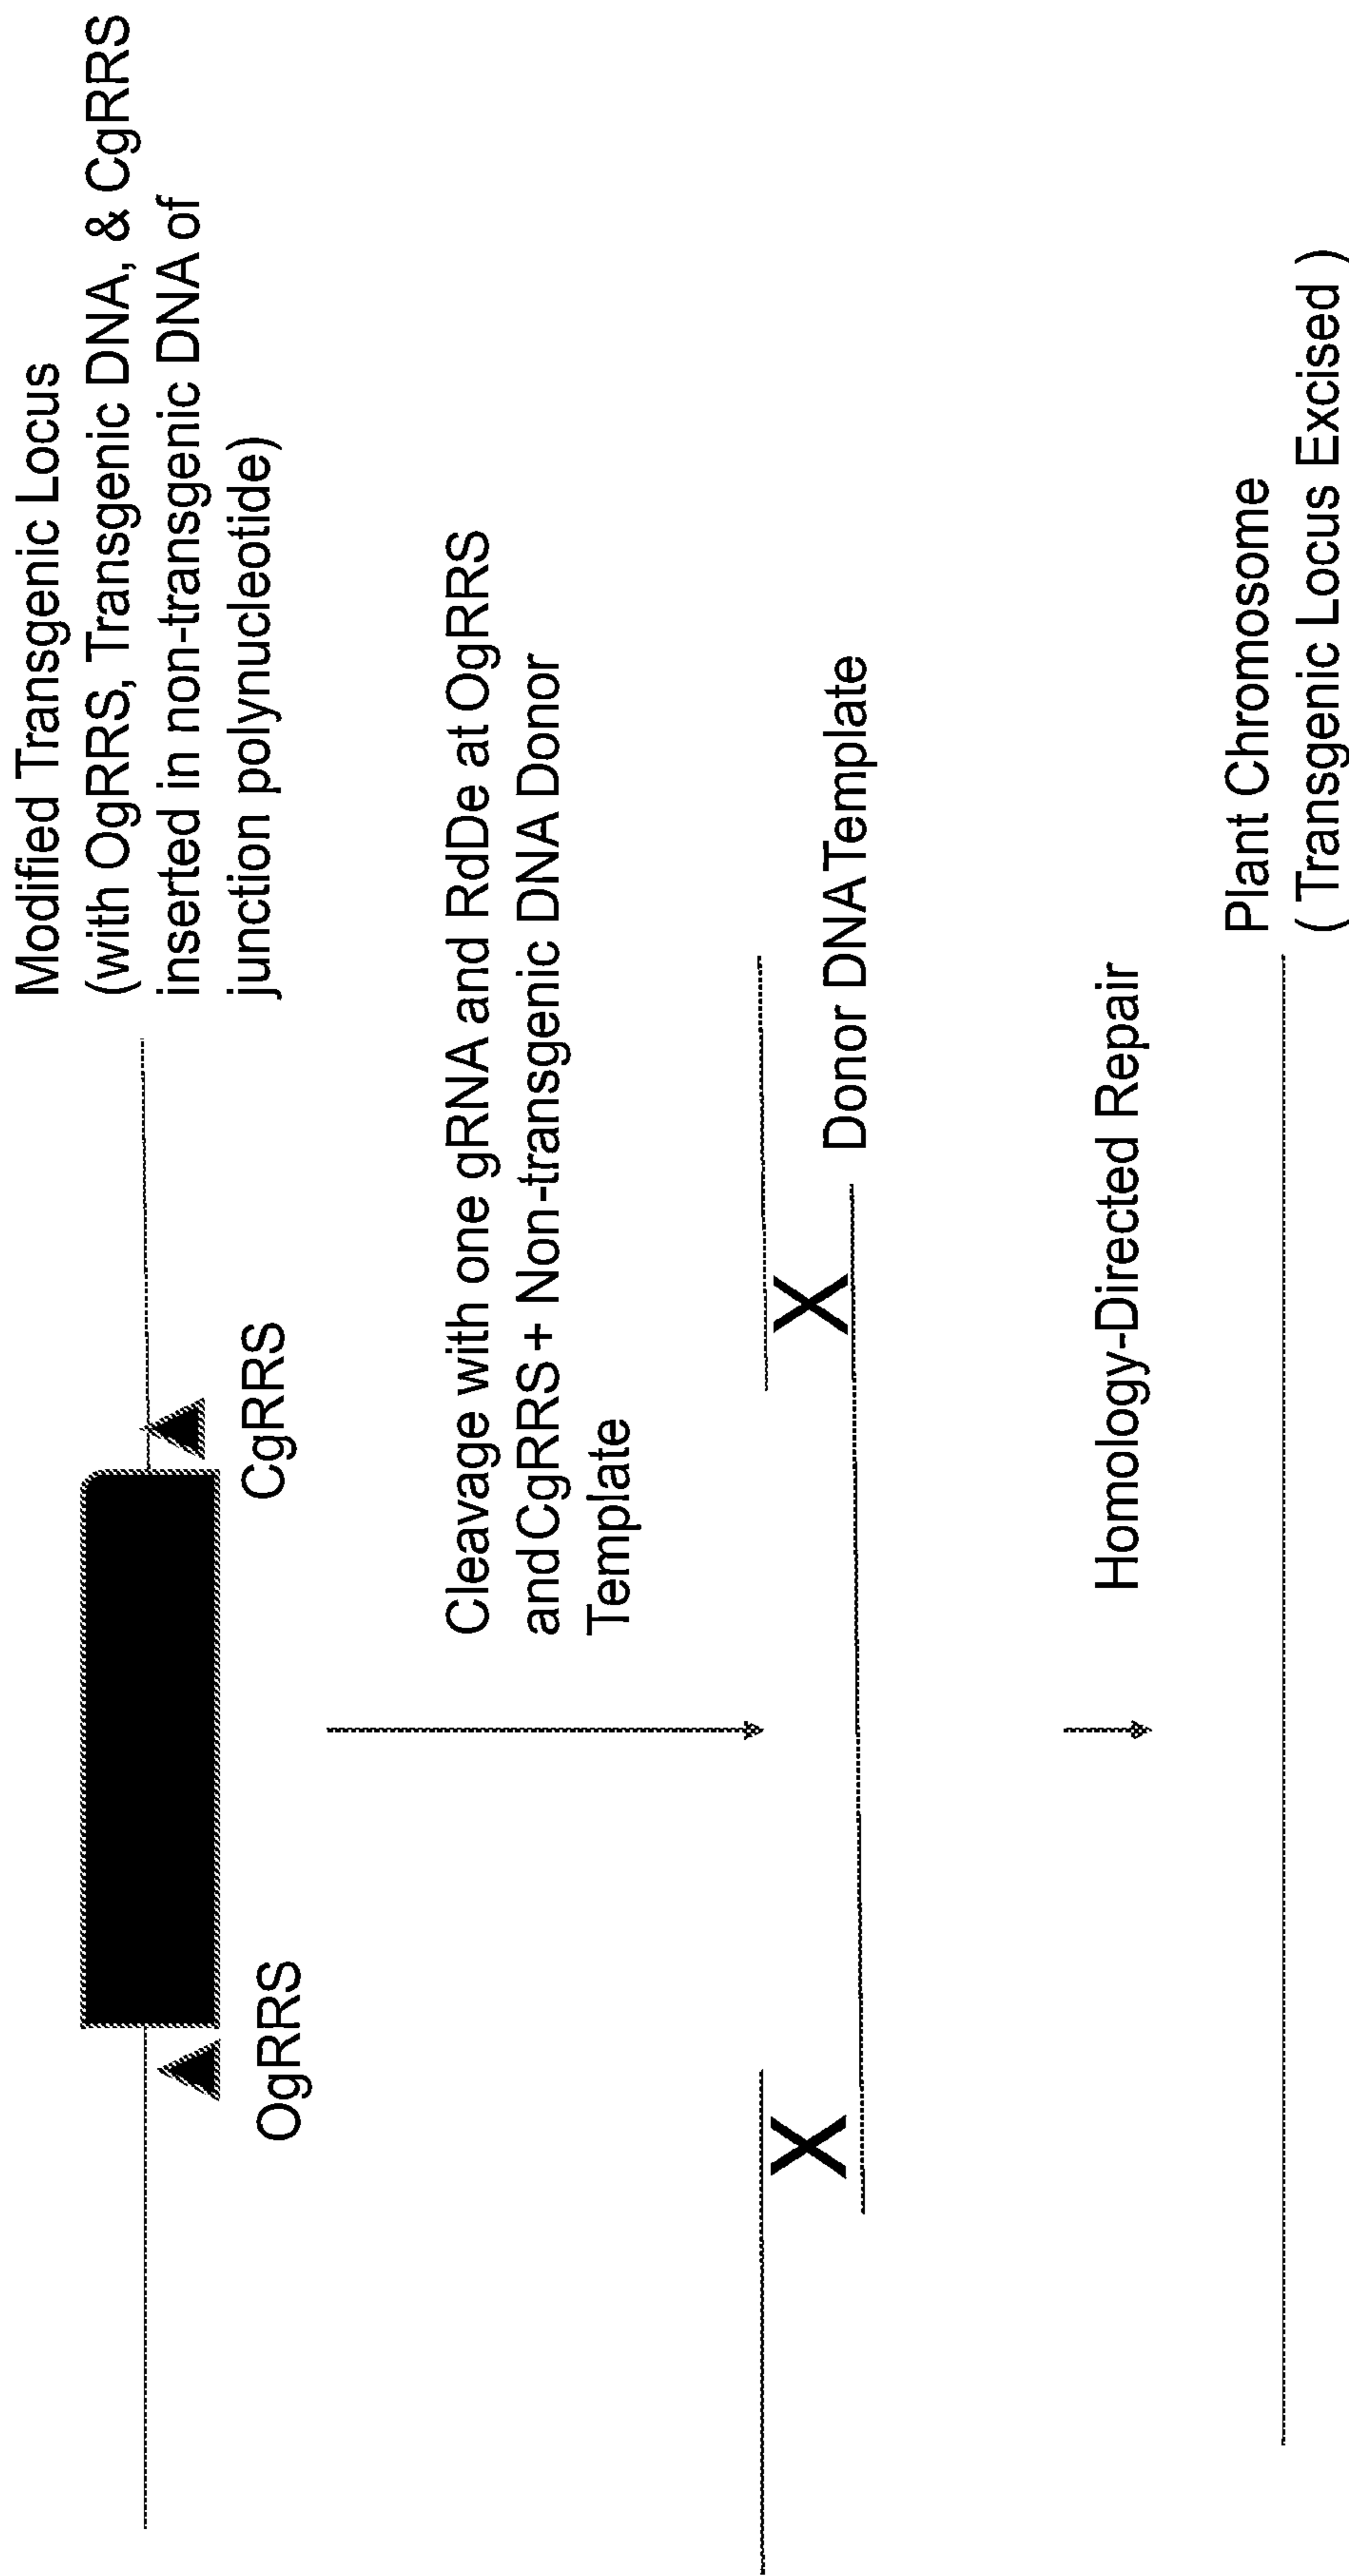 Modified Transgenic Locus
(with OgRRS, Transgenic DNA, & CgRRS
inserted in non-transgenic DNA of
junction polynucleotide)
OgRRS
CgRRS
Cleavage with one gRNA and RdDe at OgRRS
and CgRRS + Non-transgenic DNA Donor
Template
X
X
Donor DNA Template
Homology-Directed Repair
Plant Chromosome
( Transgenic Locus Excised )